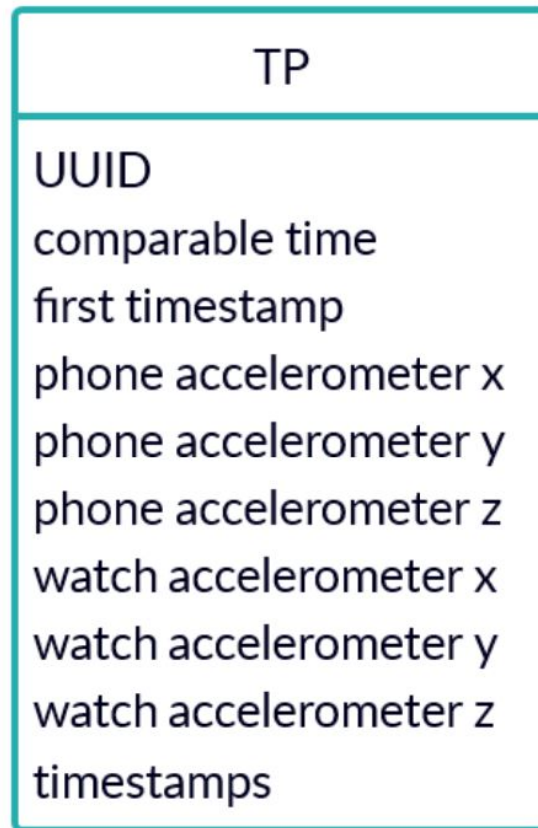 TP
UUID
comparable time
first timestamp
phone accelerometer x
phone accelerometer y
phone accelerometer z
watch accelerometer x
watch accelerometer y
watch accelerometer z
timestamps